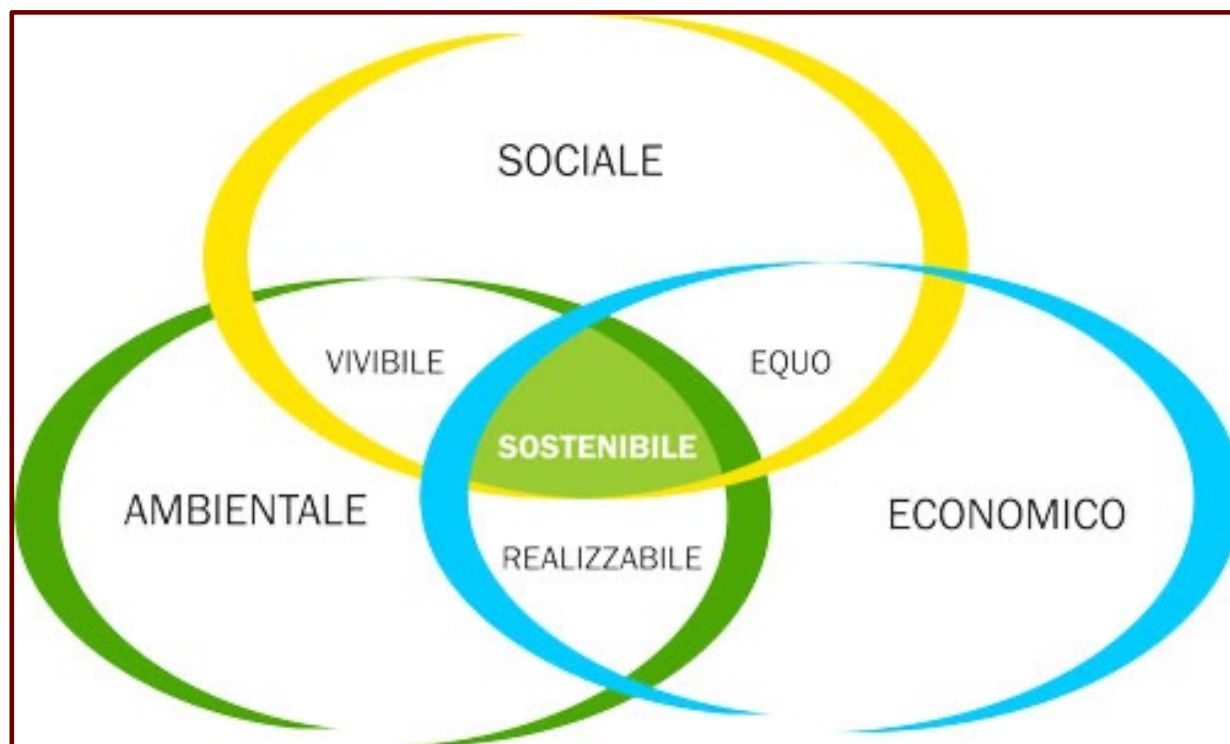 SOCIALE
VIVIBILE
EQUO
SOSTENIBILE
AMBIENTALE
ECONOMICO
REALIZZABILE